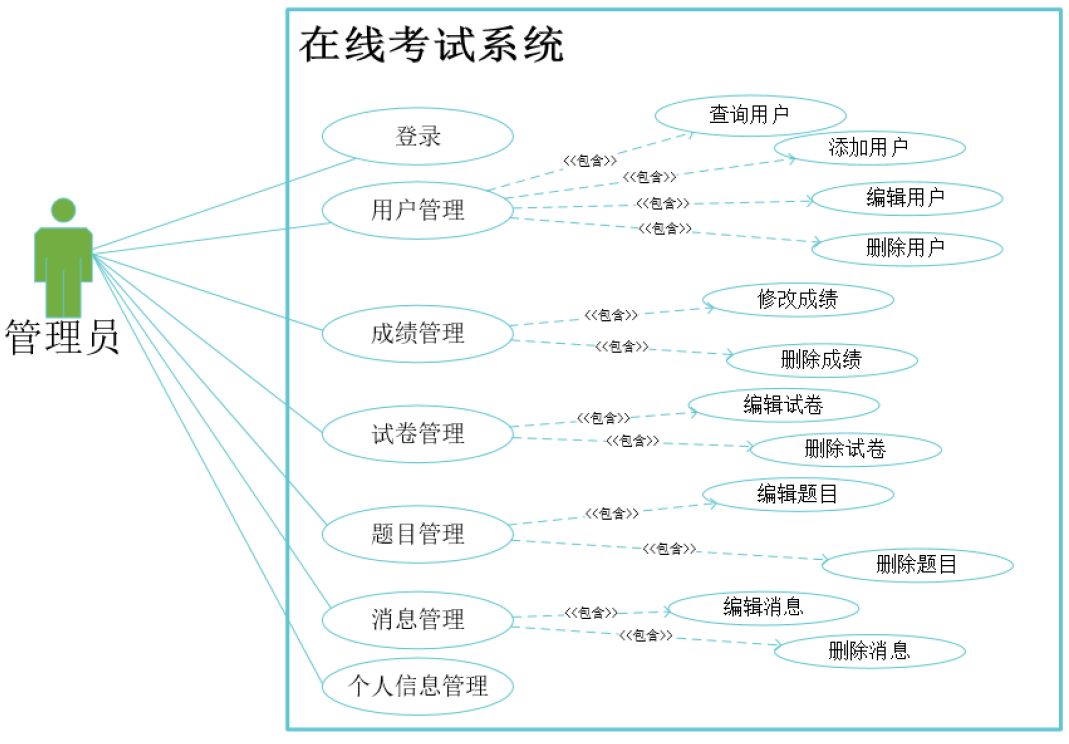 在线考试系统
查询用户
登录
添加用户
<<包含>>
<<包含>>
编辑用户
用户管理
<<包含>>
<<包含>>
删除用户
修改成绩
<<包含>>
管理员
成绩管理
<<包含>>
删除成绩
编辑试卷
<<包含>>
试卷管理
<<包含>>
删除试卷
编辑题目
<<包含>>
题目管理
<<包含>>
删除题目
编辑消息
<<包含>>
消息管理
<<包含>>
删除消息
个人信息管理